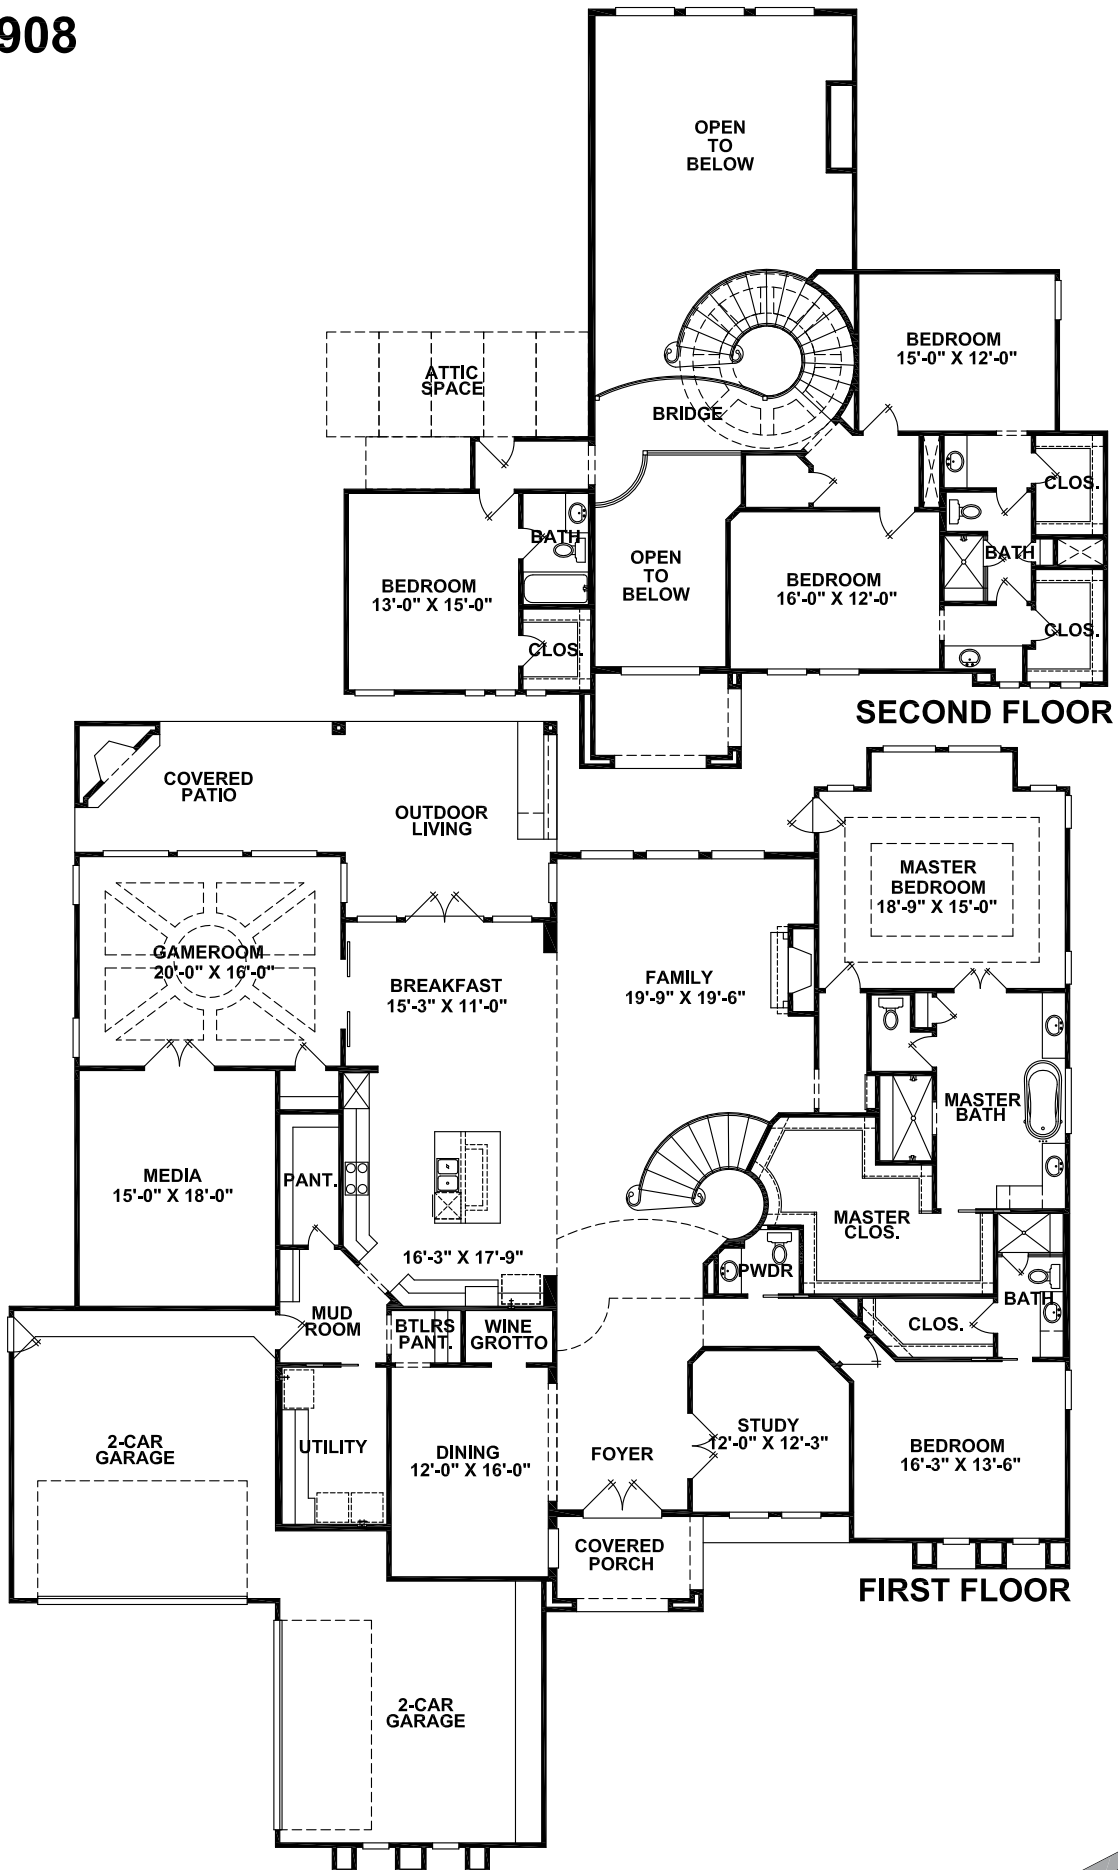 908
OPEN
TO
BELOW
BEDROOM
15'-0" X 12'-0"
ATTIC
SPACE
BRIDGE
CLOS.
BATH
BATH
OPEN
TO
BELOW
BEDROOM
13'-0" X 15'-0"
BEDROOM
16'-0" X 12'-0"
CLOS.
CLOS.
SECOND FLOOR
COVERED
PATIO
OUTDOOR
LIVING
MASTER
BEDROOM
18'-9" X 15'-0"
GAMEROOM
20'-0" X 16'-0"
BREAKFAST
15'-3" X 11'-0"
FAMILY
19'-9" X 19'-6"
MASTER
BATH
MEDIA
15'-0" X 18'-0"
PANT.
MASTER
CLOS.
16'-3" X 17'-9"
PWDR
BATH
MUD
ROOM
BTLRS
PANT.
WINE
GROTTO
CLOS.
2-CAR
GARAGE
UTILITY
DINING
12'-0" X 16'-0"
FOYER
STUDY
12'-0" X 12'-3"
BEDROOM
16'-3" X 13'-6"
COVERED
PORCH
FIRST FLOOR
2-CAR
GARAGE